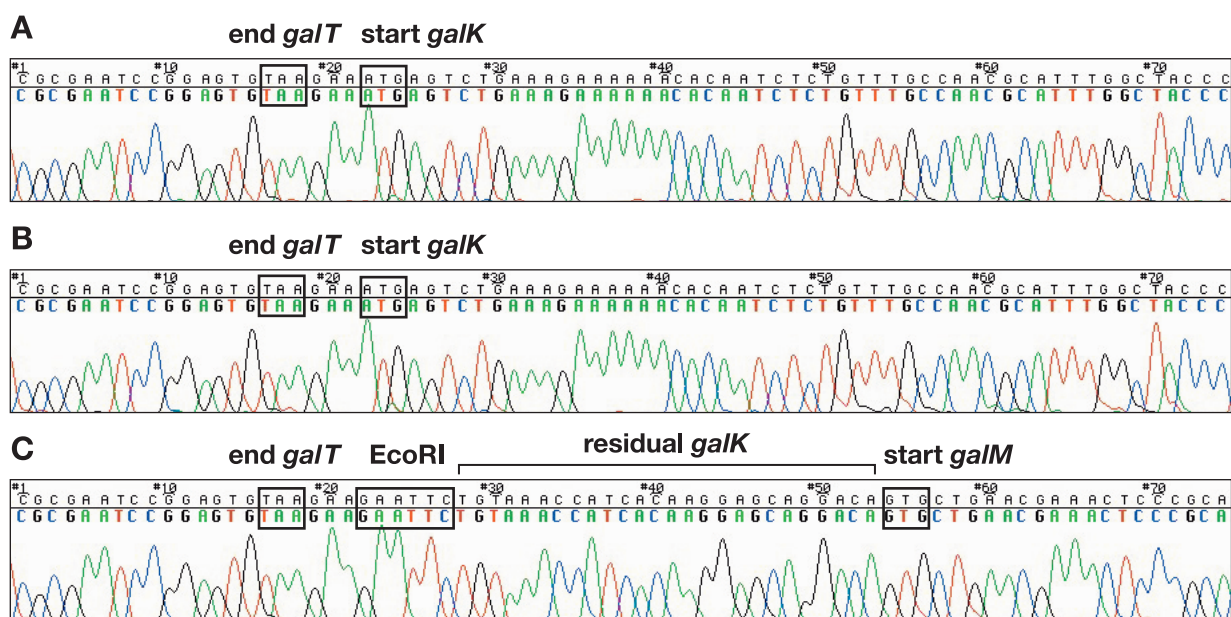 A
end galT start galK
#1 #10 #20 #30 #40 #50 #60 #70
CGCGAATCCGGAGTGTAAGAAATGAGTCTGAAAGAAAAAACACAATCTCTGTTTGCCAACGCATTTGGCTACCC
CGCGAATCCGGAGTGTAAGAAATGAGTCTGAAAGAAAAAACACAATCTCTGTTTGCCAACGCATTTGGCTACCC
B
end galT start galK
#1 #10 #20 #30 #40 #50 #60 #70
CGCGAATCCGGAGTGTAAGAAATGAGTCTGAAAGAAAAAACACAATCTCTGTTTGCCAACGCATTTGGCTACCC
CGCGAATCCGGAGTGTAAGAAATGAGTCTGAAAGAAAAAACACAATCTCTGTTTGCCAACGCATTTGGCTACCC
C
end galT EcoRI residual galK start galM
#1 #10 #20 #30 #40 #50 #60 #70
CGCGAATCCGGAGTGTAAGAAGAATTCTGTAAACCATCACAAGGAGCAGGACAGTGCTGAACGAAACTCCCGCA
CGCGAATCCGGAGTGTAAGAAGAATTCTGTAAACCATCACAAGGAGCAGGACAGTGCTGAACGAAACTCCCGCA